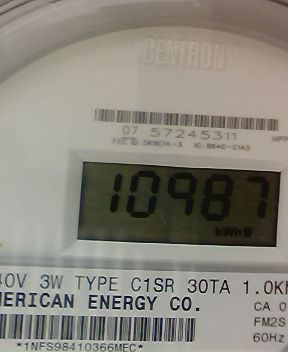 CENTRON®
07 57245311
10987
kWh
40V 3W TYPE C1SR 30TA 1.0K
MERICAN ENERGY CO.
CA 0
FM2S
60Hz
*1NFS98410366MEC*